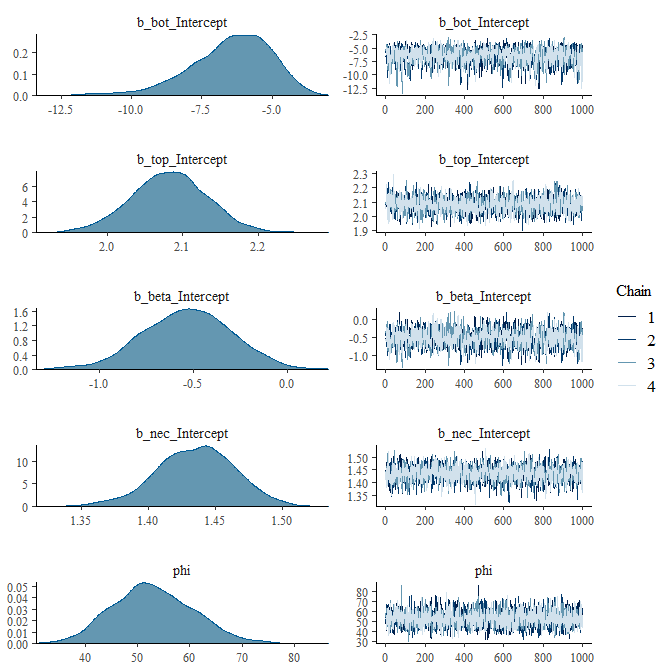 b_bot_Intercept
0.2
0.1
0.0
-12.5 -10.0 -7.5 -5.0
b_bot_Intercept
-2.5
-5.0
-7.5
-10.0
-12.5
0 200 400 600 800 1000
b_top_Intercept
6
4
2
0
2.0 2.1 2.2
b_top_Intercept
2.3
2.2
2.1
2.0
1.9
0 200 400 600 800 1000
b_beta_Intercept
1.6
1.2
0.8
0.4
0.0
-1.0 -0.5 0.0
b_beta_Intercept
0.0
-0.5
-1.0
0 200 400 600 800 1000
b_nec_Intercept
10
5
0
1.35 1.40 1.45 1.50
b_nec_Intercept
1.50
1.45
1.40
1.35
0 200 400 600 800 1000
phi
0.05
0.04
0.03
0.02
0.01
0.00
40 50 60 70 80
phi
80
70
60
50
40
30
0 200 400 600 800 1000
Chain
1
2
3
4